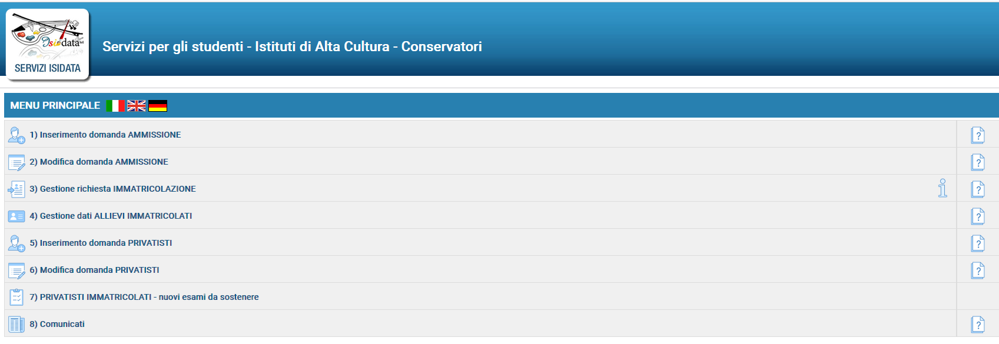 Isiodata Srl
SERVIZI ISIDATA
Servizi per gli studenti - Istituti di Alta Cultura - Conservatori
MENU PRINCIPALE
1) Inserimento domanda AMMISSIONE
2) Modifica domanda AMMISSIONE
3) Gestione richiesta IMMATRICOLAZIONE
4) Gestione dati ALLIEVI IMMATRICOLATI
5) Inserimento domanda PRIVATISTI
6) Modifica domanda PRIVATISTI
7) PRIVATISTI IMMATRICOLATI - nuovi esami da sostenere
8) Comunicati